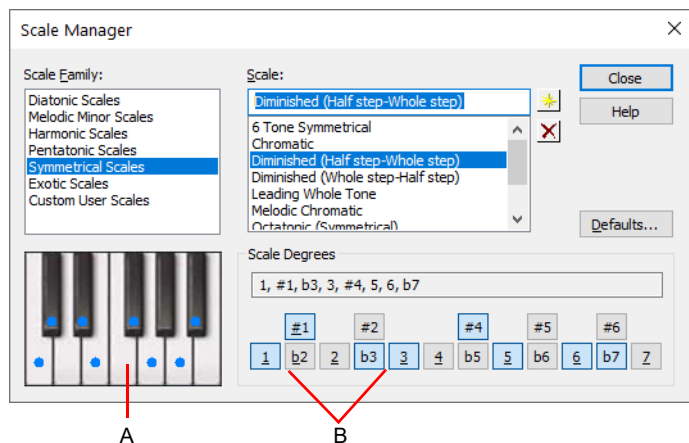 Scale Manager
Scale Family:
Diatonic Scales
Melodic Minor Scales
Harmonic Scales
Pentatonic Scales
Symmetrical Scales
Exotic Scales
Custom User Scales
Scale:
Diminished (Half step-Whole step)
6 Tone Symmetrical
Chromatic
Diminished (Half step-Whole step)
Diminished (Whole step-Half step)
Leading Whole Tone
Melodic Chromatic
Octatonic (Symmetrical)
Close
Help
Defaults...
Scale Degrees
1, #1, b3, 3, #4, 5, 6, b7
#1 #2 #4 #5 #6
1 b2 2 b3 3 4 b5 5 b6 6 b7 7
A B